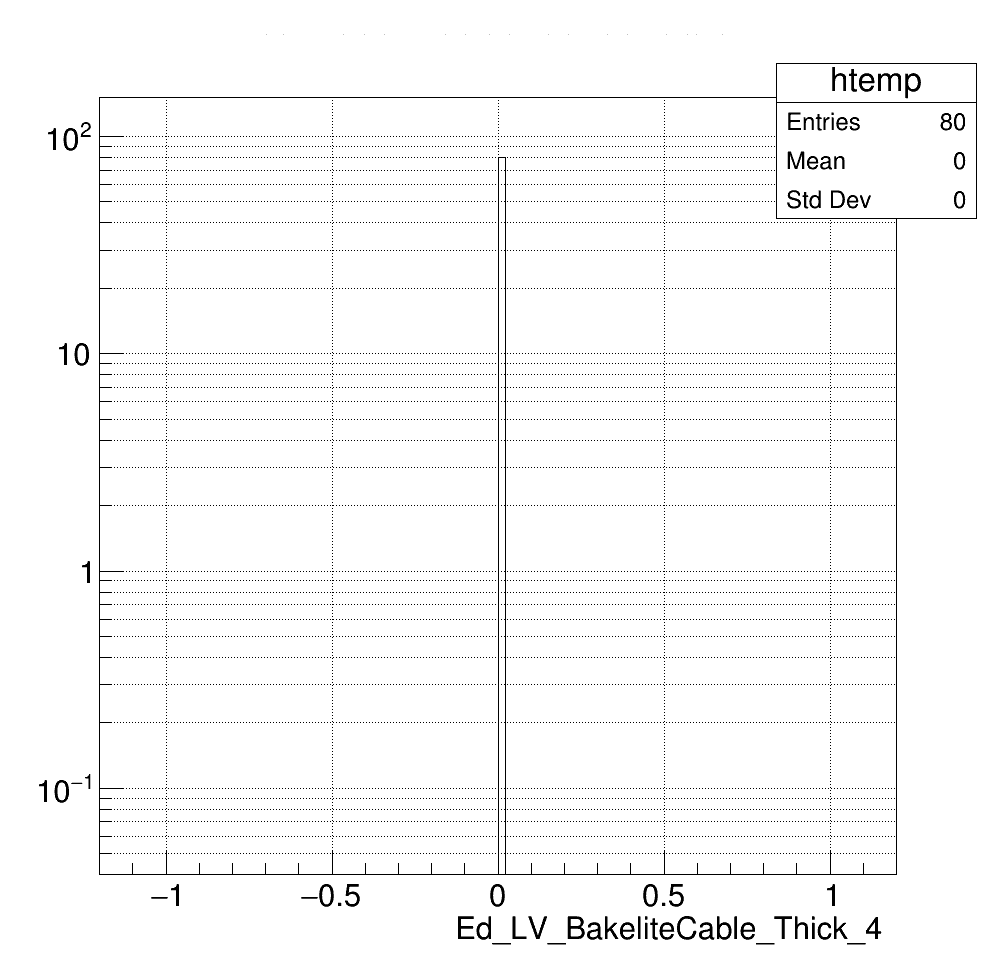 htemp
Entries 80
Mean 0
Std Dev 0
10²
10
1
10⁻¹
−1 −0.5 0 0.5 1
Ed_LV_BakeliteCable_Thick_4